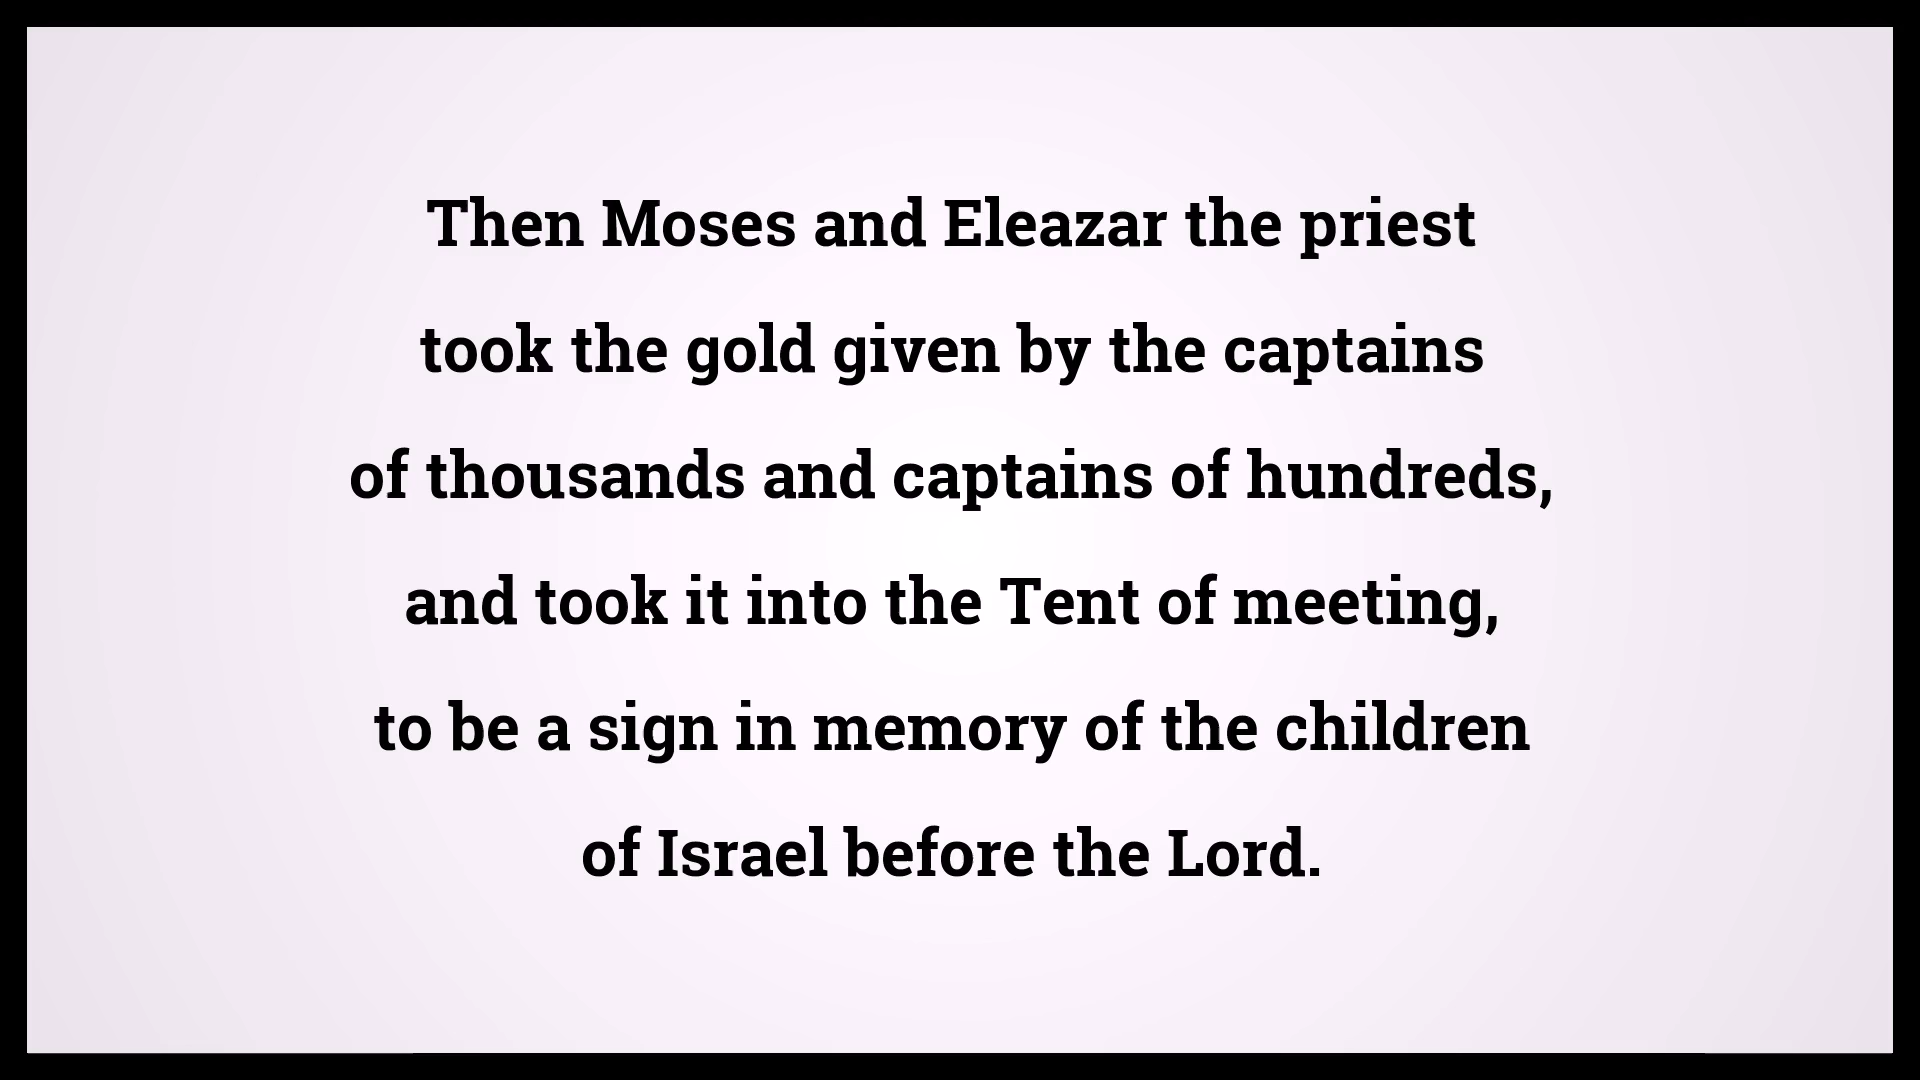 Then Moses and Eleazar the priest
took the gold given by the captains
of thousands and captains of hundreds,
and took it into the Tent of meeting,
to be a sign in memory of the children
of Israel before the Lord.